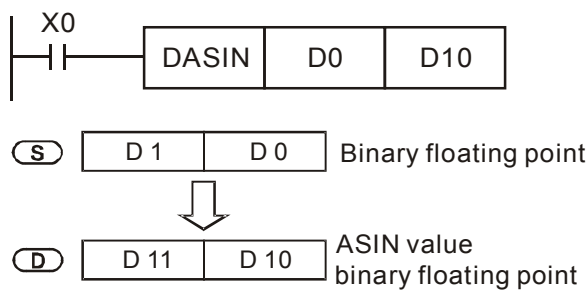 X0
DASIN D0 D10
S D 1 D 0 Binary floating point
D D 11 D 10 ASIN value
binary floating point